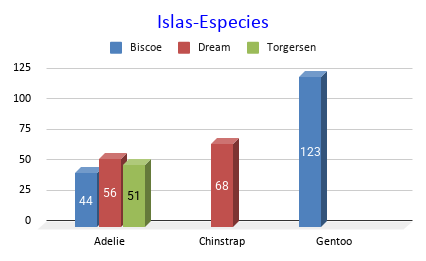 Islas-Especies
Biscoe Dream Torgersen
125
100
75
50
25
0
44 56 51 68 123
Adelie Chinstrap Gentoo